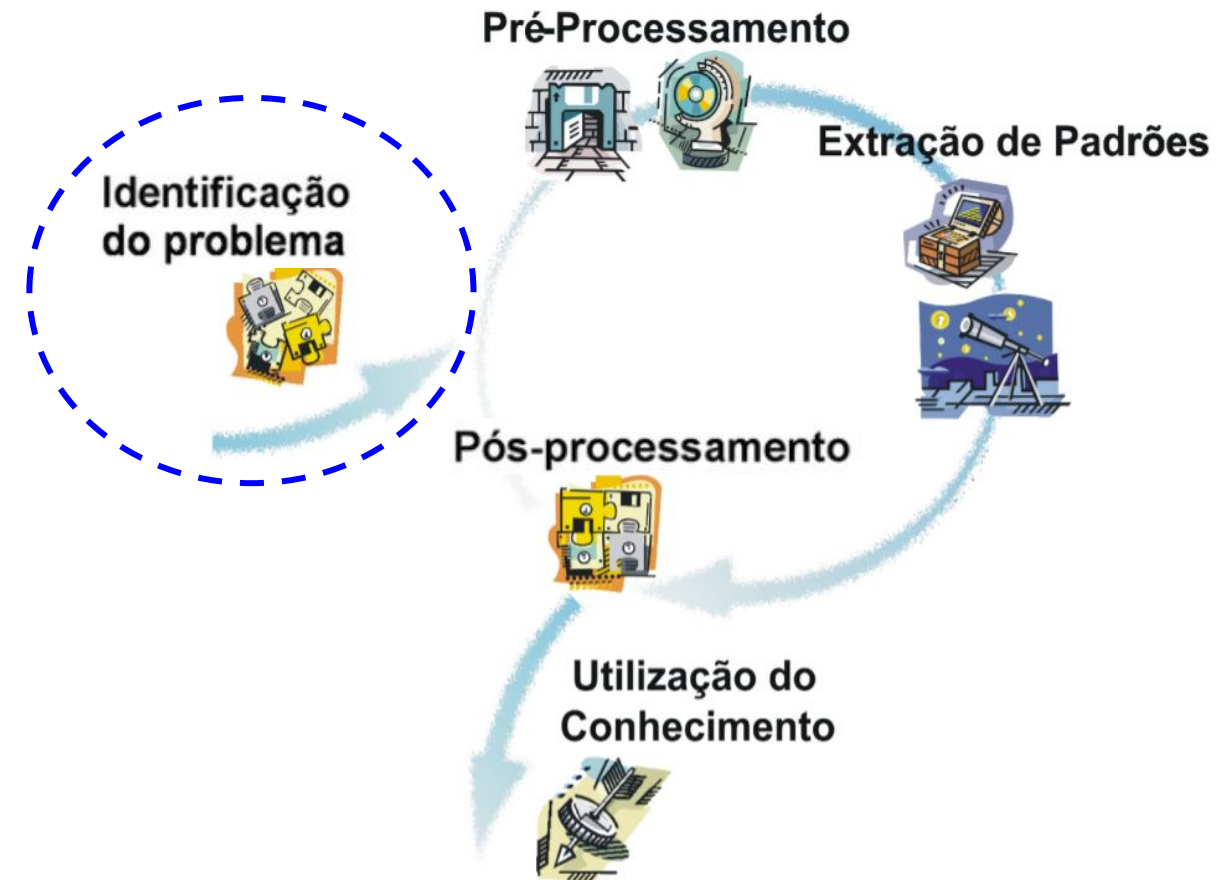 Pré-Processamento
Extração de Padrões
Identificação
do problema
Pós-processamento
Utilização do
Conhecimento